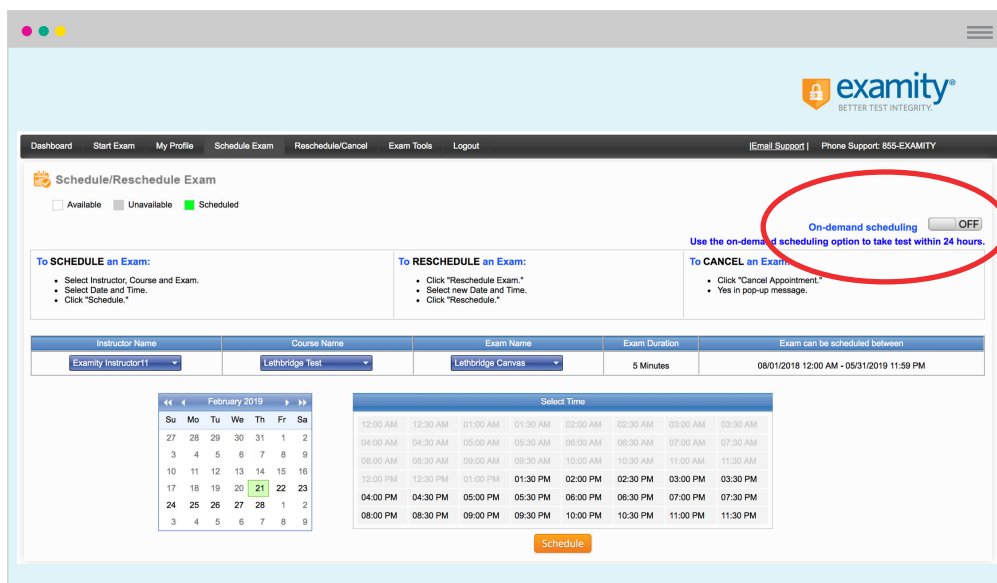 examity®
BETTER TEST INTEGRITY.
Dashboard Start Exam My Profile Schedule Exam Reschedule/Cancel Exam Tools Logout |Email Support| Phone Support: 855-EXAMITY
Schedule/Reschedule Exam
Available Unavailable Scheduled
On-demand scheduling OFF
Use the on-demand scheduling option to take test within 24 hours.
To SCHEDULE an Exam:
• Select Instructor, Course and Exam.
• Select Date and Time.
• Click "Schedule."
To RESCHEDULE an Exam:
• Click "Reschedule Exam."
• Select new Date and Time.
• Click "Reschedule."
To CANCEL an Exam:
• Click "Cancel Appointment."
• Yes in pop-up message.
Instructor Name Course Name Exam Name Exam Duration Exam can be scheduled between
Examity Instructor11 Lethbridge Test Lethbridge Canvas 5 Minutes 08/01/2018 12:00 AM - 05/31/2019 11:59 PM
February 2019
Su Mo Tu We Th Fr Sa
27 28 29 30 31 1 2
3 4 5 6 7 8 9
10 11 12 13 14 15 16
17 18 19 20 21 22 23
24 25 26 27 28 1 2
3 4 5 6 7 8 9
Select Time
12:00 AM 12:30 AM 01:00 AM 01:30 AM 02:00 AM 02:30 AM 03:00 AM 03:30 AM
04:00 AM 04:30 AM 05:00 AM 05:30 AM 06:00 AM 06:30 AM 07:00 AM 07:30 AM
08:00 AM 08:30 AM 09:00 AM 09:30 AM 10:00 AM 10:30 AM 11:00 AM 11:30 AM
12:00 PM 12:30 PM 01:00 PM 01:30 PM 02:00 PM 02:30 PM 03:00 PM 03:30 PM
04:00 PM 04:30 PM 05:00 PM 05:30 PM 06:00 PM 06:30 PM 07:00 PM 07:30 PM
08:00 PM 08:30 PM 09:00 PM 09:30 PM 10:00 PM 10:30 PM 11:00 PM 11:30 PM
Schedule